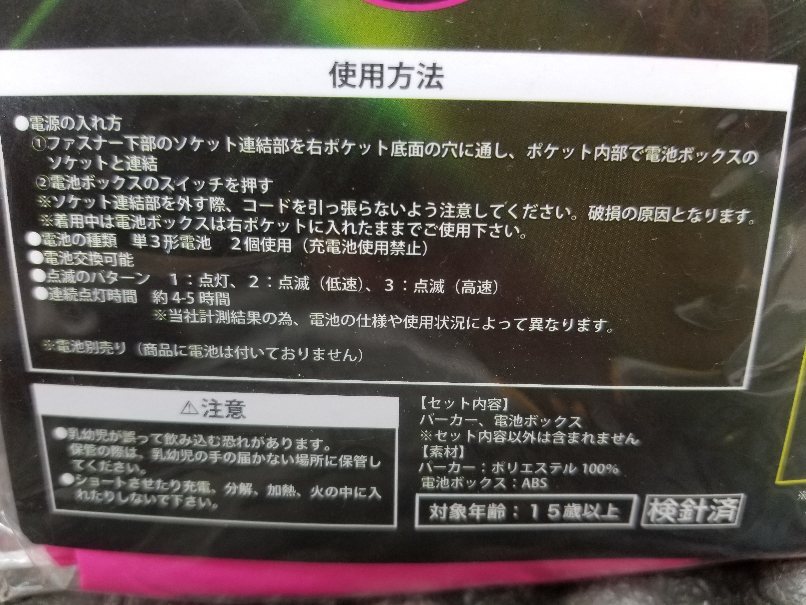 使用方法
●電源の入れ方
①ファスナー下部のソケット連結部を右ポケット底面の穴に通し、ポケット内部で電池ボックスの
ソケットと連結
②電池ボックスのスイッチを押す
※ソケット連結部を外す際、コードを引っ張らないよう注意してください。破損の原因となります。
※着用中は電池ボックスは右ポケットに入れたままでご使用下さい。
●電池の種類 単3形電池 2個使用（充電池使用禁止）
●電池交換可能
●点滅のパターン 1：点灯、2：点滅（低速）、3：点滅（高速）
●連続点灯時間 約4-5時間
※当社計測結果の為、電池の仕様や使用状況によって異なります。
※電池別売り（商品に電池は付いておりません）
⚠注意
●乳幼児が誤って飲み込む恐れがあります。
保管の際は、乳幼児の手の届かない場所に保管し
てください。
●ショートさせたり充電、分解、加熱、火の中に入
れたりしないで下さい。
【セット内容】
パーカー、電池ボックス
※セット内容以外は含まれません
【素材】
パーカー：ポリエステル100%
電池ボックス：ABS
対象年齢：15歳以上
検針済